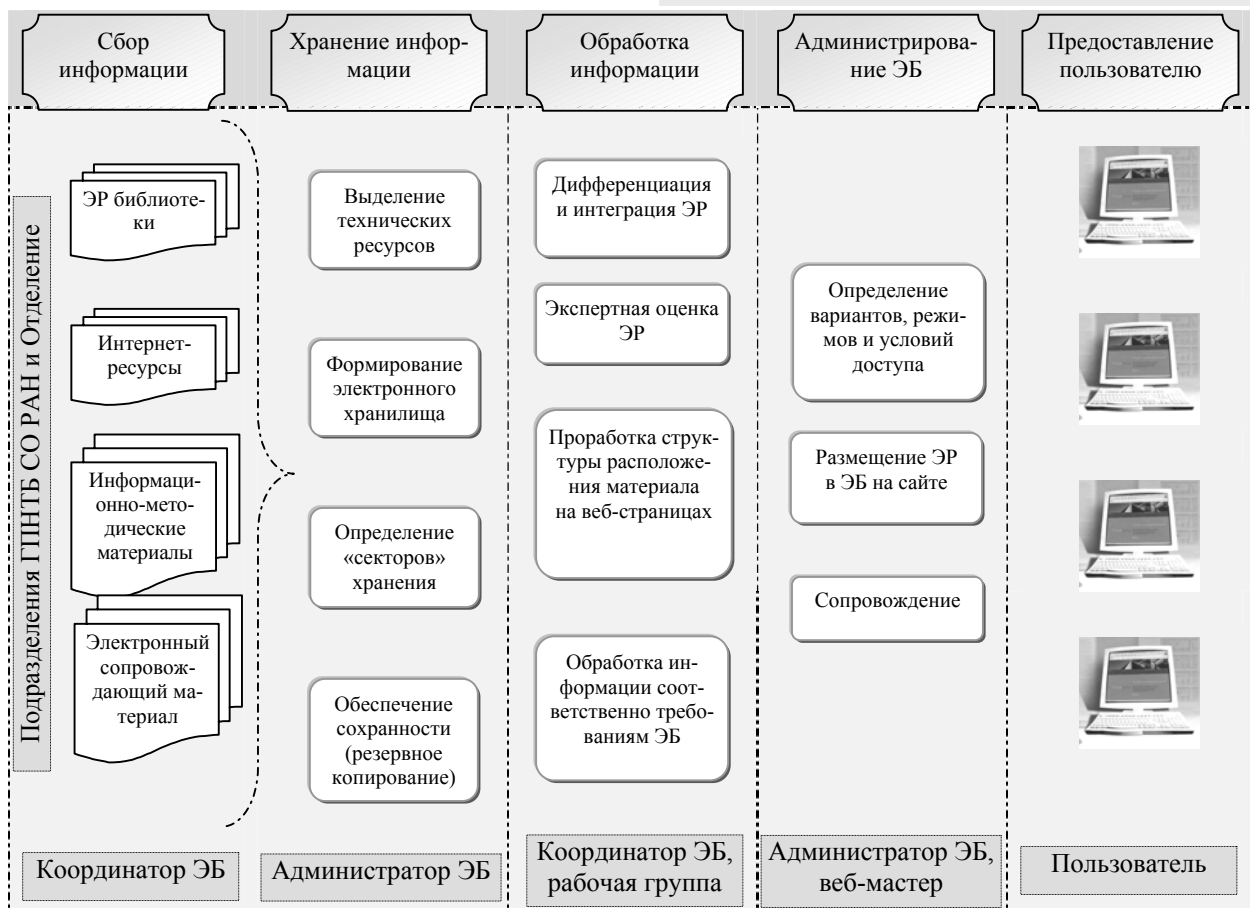 Сбор
информации
Хранение инфор-
мации
Обработка
информации
Администрирова-
ние ЭБ
Предоставление
пользователю
Подразделения ГПНТБ СО РАН и Отделение
ЭР библиоте-
ки
Интернет-
ресурсы
Информаци-
онно-мето-
дические
материалы
Электронный
сопровож-
дающий ма-
териал
Выделение
технических
ресурсов
Формирование
электронного
хранилища
Определение
«секторов»
хранения
Обеспечение
сохранности
(резервное
копирование)
Дифференциация
и интеграция ЭР
Экспертная оценка
ЭР
Проработка струк-
туры расположе-
ния материала
на веб-страницах
Обработка ин-
формации соот-
ветственно требо-
ваниям ЭБ
Определение
вариантов, режи-
мов и условий
доступа
Размещение ЭР
в ЭБ на сайте
Сопровождение
Координатор ЭБ
Администратор ЭБ
Координатор ЭБ,
рабочая группа
Администратор ЭБ,
веб-мастер
Пользователь